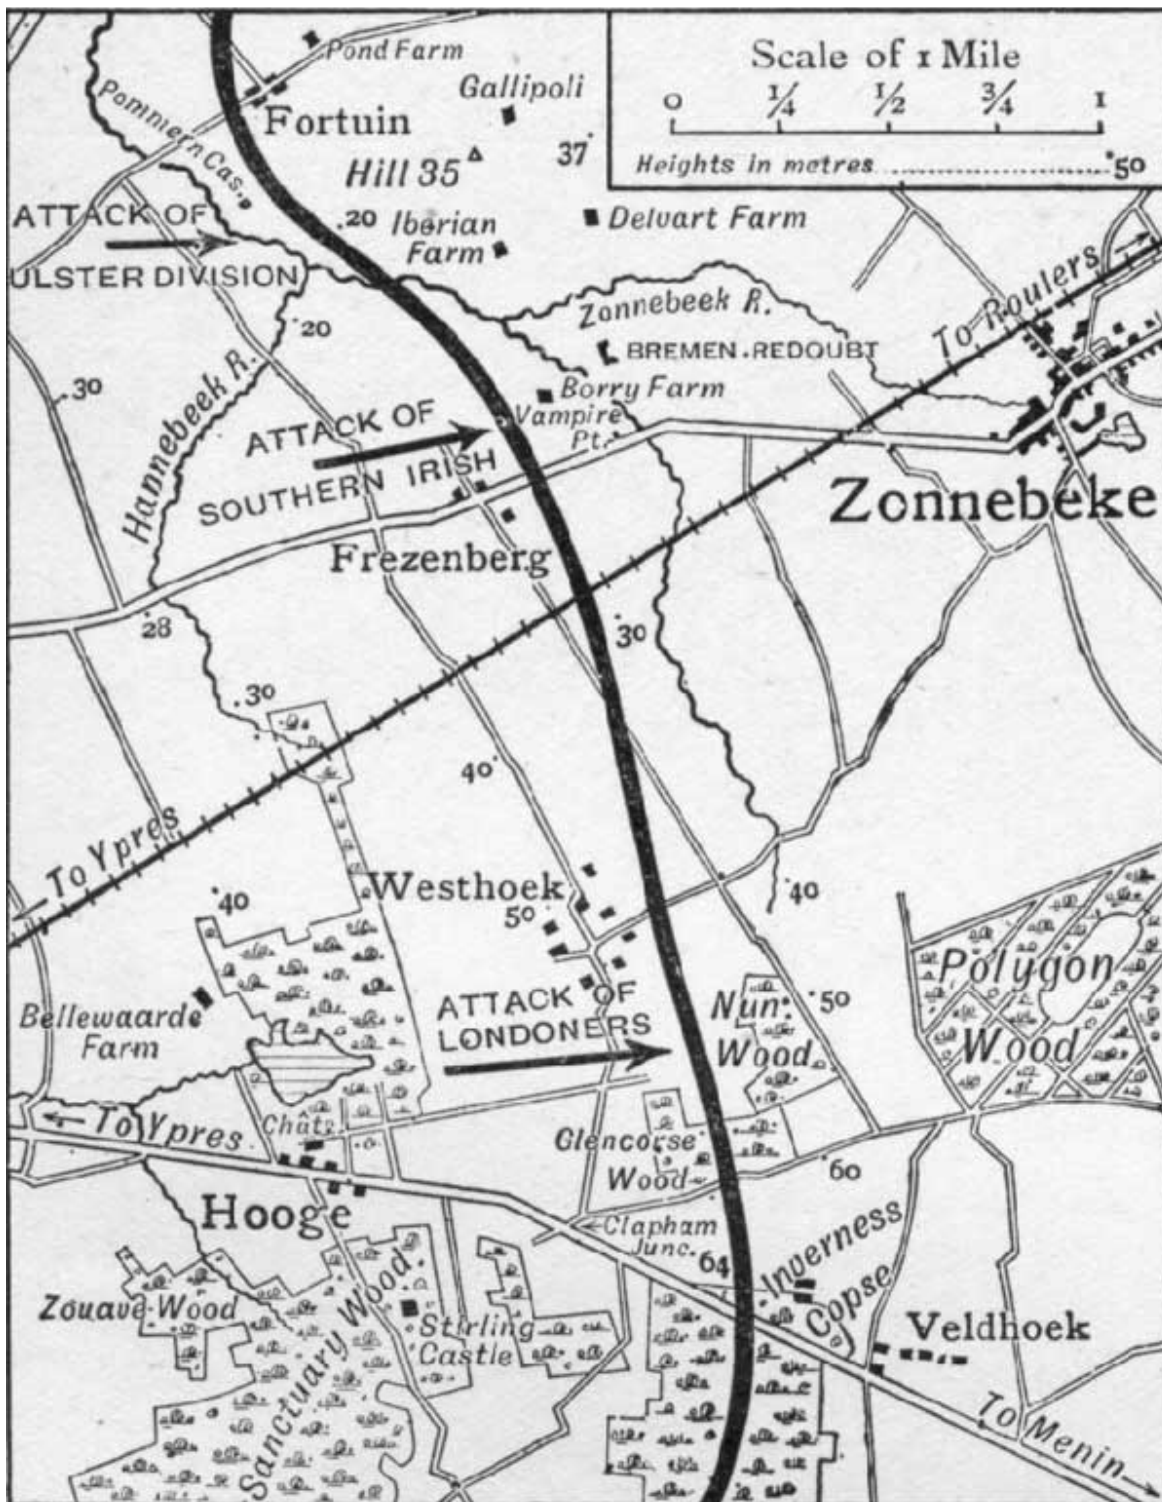 Scale of 1 Mile
0 1/4 1/2 3/4 1
Heights in metres 50
Pond Farm
Gallipoli
Fortuin
Pommern Cas.
Hill 35
37
20
Iberian
Farm
Delvart Farm
ATTACK OF
ULSTER DIVISION
20
Zonnebeek R.
To Roulers
BREMEN REDOUBT
Hannebeek R.
30
Borry Farm
Vampire
Pt.
ATTACK OF
SOUTHERN IRISH
Zonnebeke
Frezenberg
28
30
30
40
To Ypres
40
Westhoek
50
40
Polygon
Wood
Bellewaarde
Farm
ATTACK OF
LONDONERS
Nun:
Wood
50
To Ypres
Chât:
Glencorse
Wood
60
Hooge
Clapham
Junc.
64
Inverness
Copse
Zouave Wood
Sanctuary Wood
Stirling
Castle
Veldhoek
To Menin